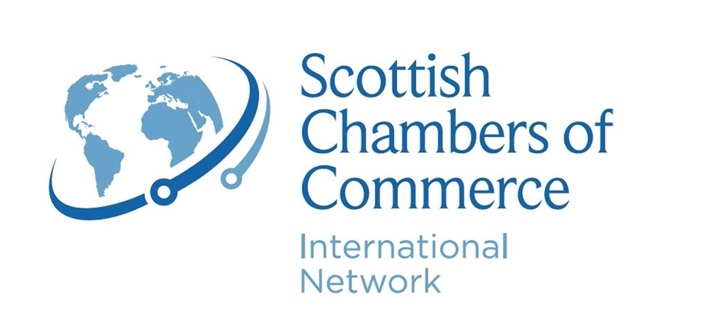 Scottish
Chambers of
Commerce
International
Network